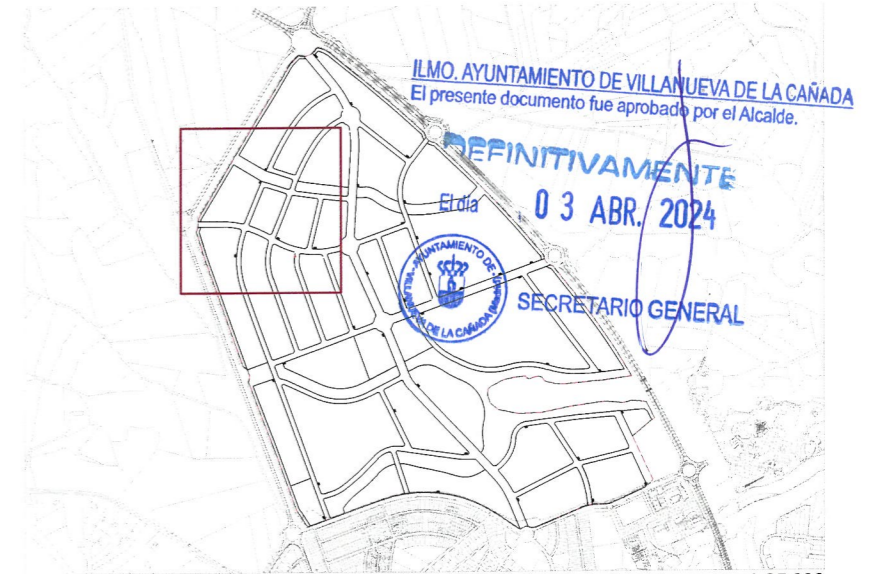 ILMO. AYUNTAMIENTO DE VILLANUEVA DE LA CAÑADA
El presente documento fue aprobado por el Alcalde.
DEFINITIVAMENTE
El día 03 ABR. 2024
AYUNTAMIENTO DE
VILLANUEVA DE LA CAÑADA (Madrid)
SECRETARIO GENERAL